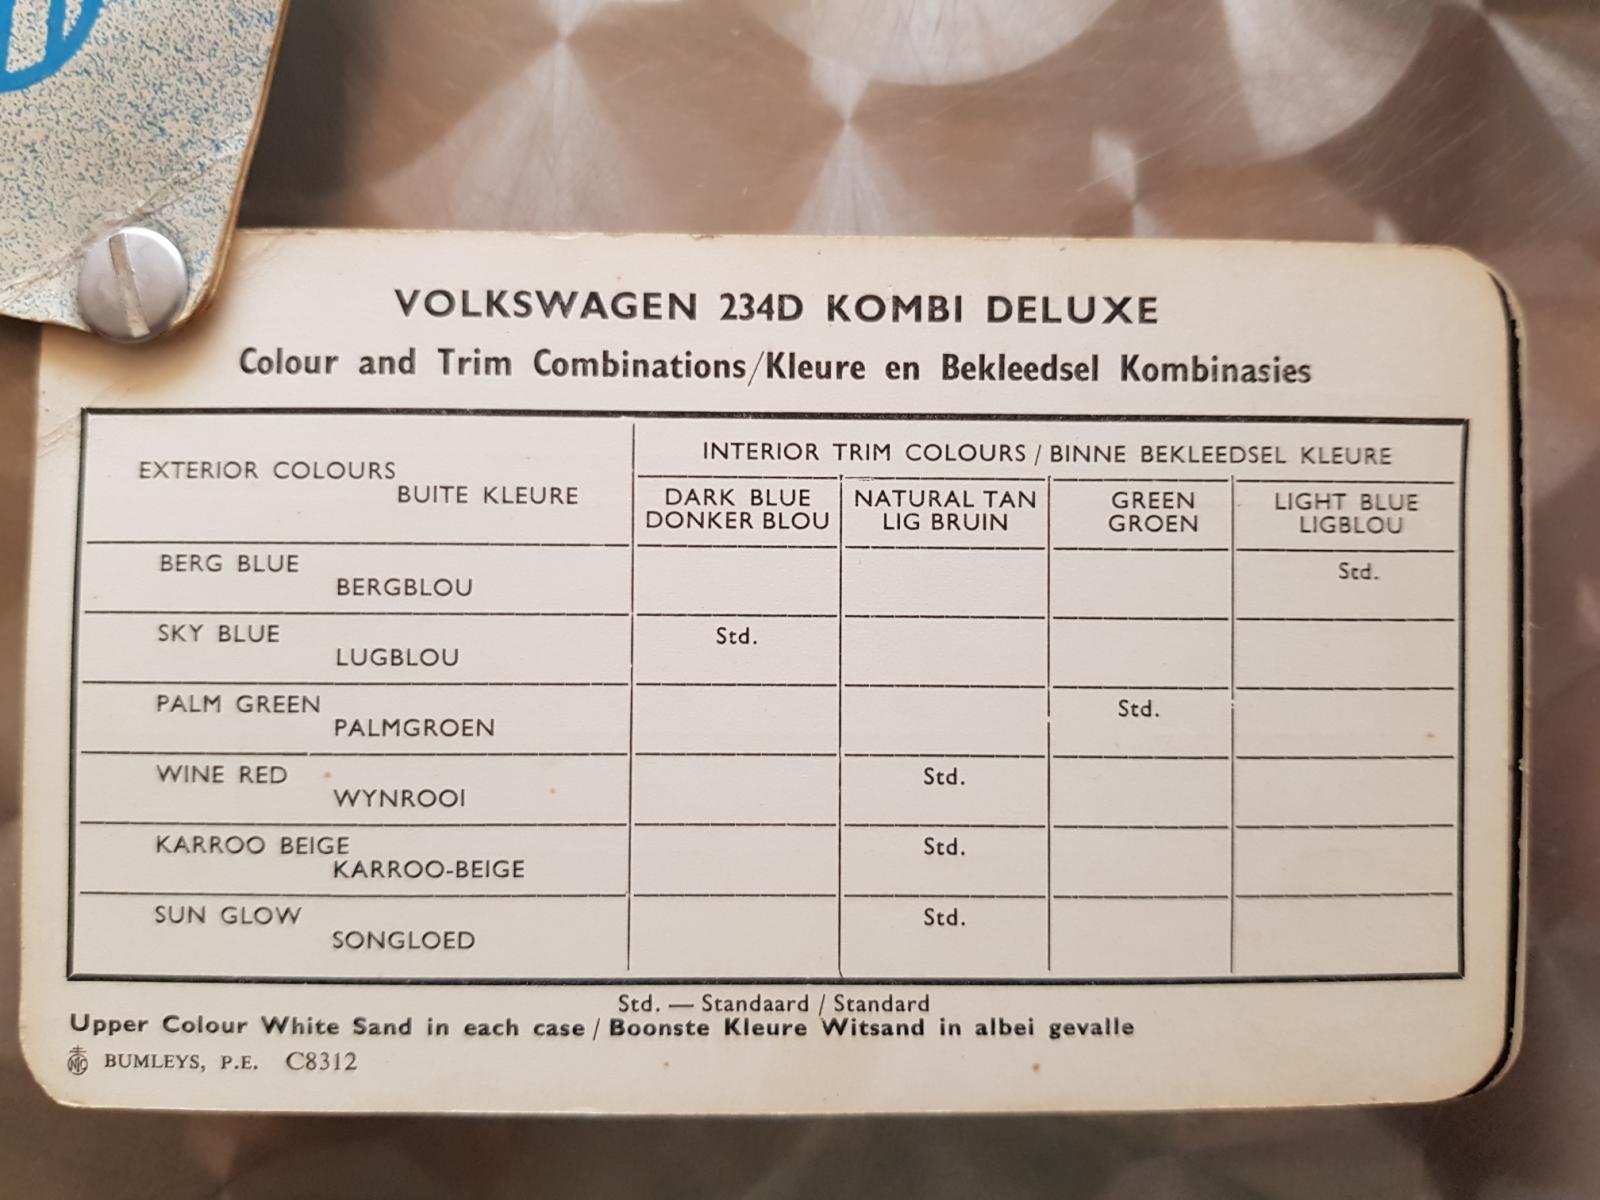 VOLKSWAGEN 234D KOMBI DELUXE
Colour and Trim Combinations/Kleure en Bekleedsel Kombinasies
EXTERIOR COLOURS
BUITE KLEURE
INTERIOR TRIM COLOURS / BINNE BEKLEEDSEL KLEURE
DARK BLUE
DONKER BLOU
NATURAL TAN
LIG BRUIN
GREEN
GROEN
LIGHT BLUE
LIGBLOU
BERG BLUE
BERGBLOU
Std.
SKY BLUE
LUGBLOU
Std.
PALM GREEN
PALMGROEN
Std.
WINE RED
WYNROOI
Std.
KARROO BEIGE
KARROO-BEIGE
Std.
SUN GLOW
SONGLOED
Std.
Std. — Standaard / Standard
Upper Colour White Sand in each case / Boonste Kleure Witsand in albei gevalle
BUMLEYS, P.E. C8312